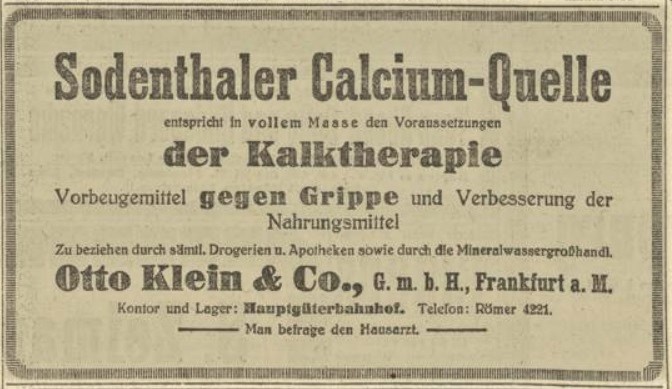 Sodenthaler Calcium-Quelle
entspricht in vollem Masse den Voraussetzungen
der Kalktherapie
Vorbeugemittel gegen Grippe und Verbesserung der
Nahrungsmittel
Zu beziehen durch sämtl. Drogerien u. Apotheken sowie durch die Mineralwassergroßhandl.
Otto Klein & Co., G. m. b. H., Frankfurt a. M.
Kontor und Lager: Hauptgüterbahnhof. Telefon: Römer 4221.
Man befrage den Hausarzt.